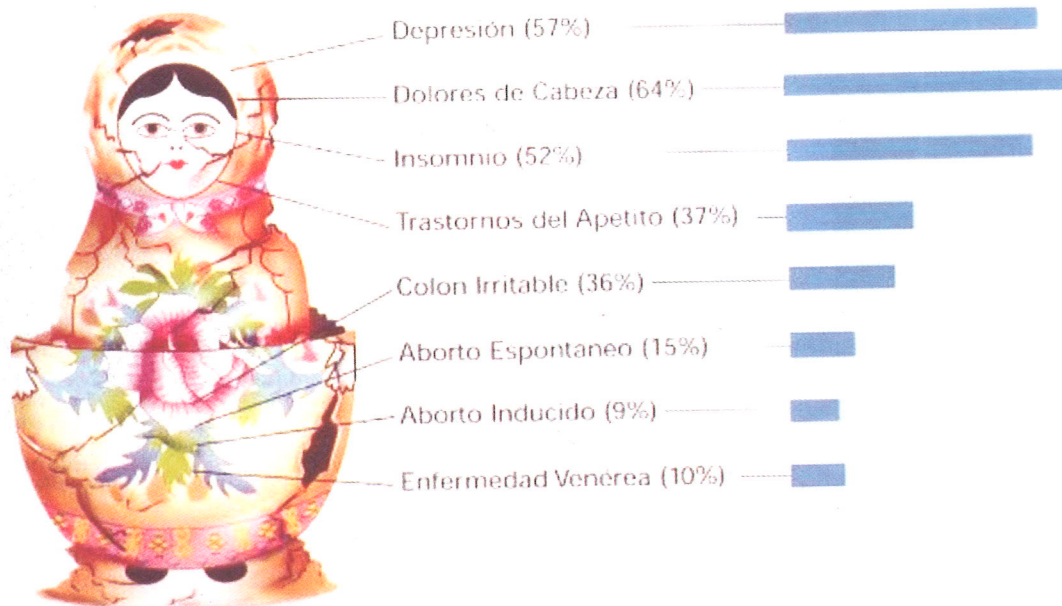 Depresión (57%)
Dolores de Cabeza (64%)
Insomnio (52%)
Trastornos del Apetito (37%)
Colon Irritable (36%)
Aborto Espontaneo (15%)
Aborto Inducido (9%)
Enfermedad Venérea (10%)